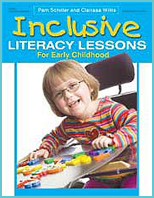 Pam Schiller and Clarissa Willis
Inclusive
LITERACY LESSONS
For Early Childhood